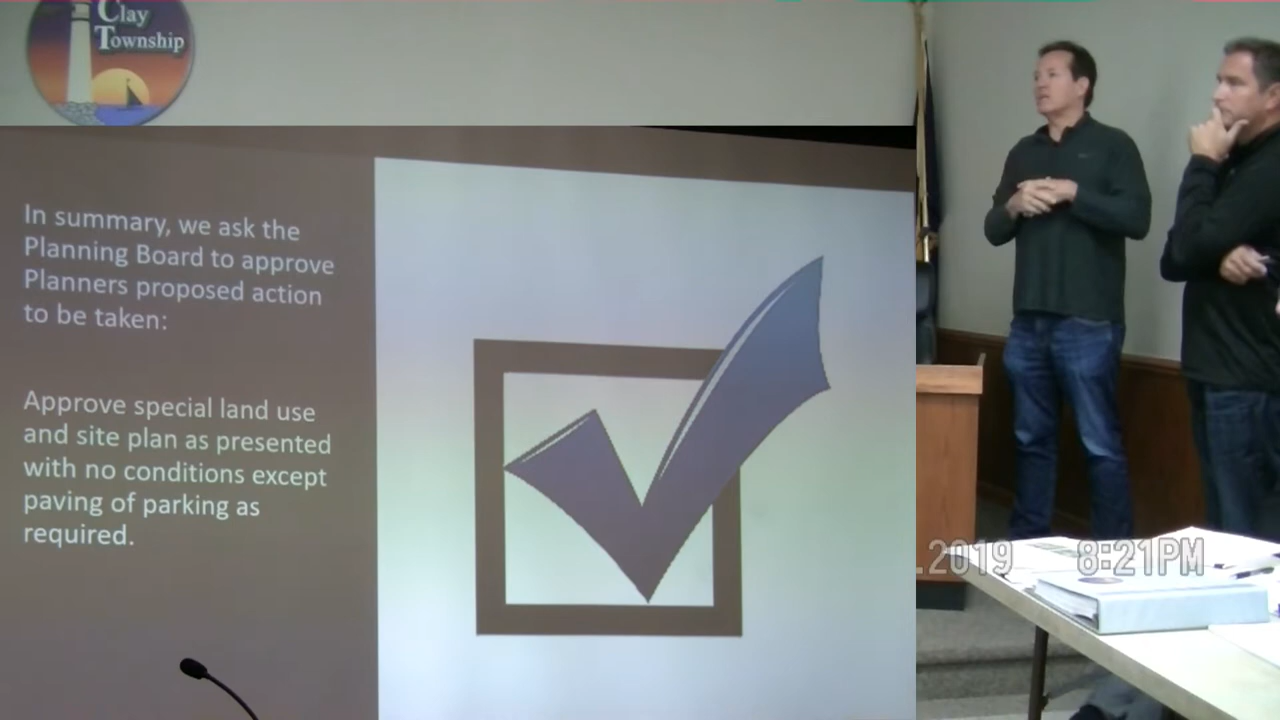 Clay
Township
In summary, we ask the
Planning Board to approve
Planners proposed action
to be taken:
Approve special land use
and site plan as presented
with no conditions except
paving of parking as
required.
.2019 8:21PM